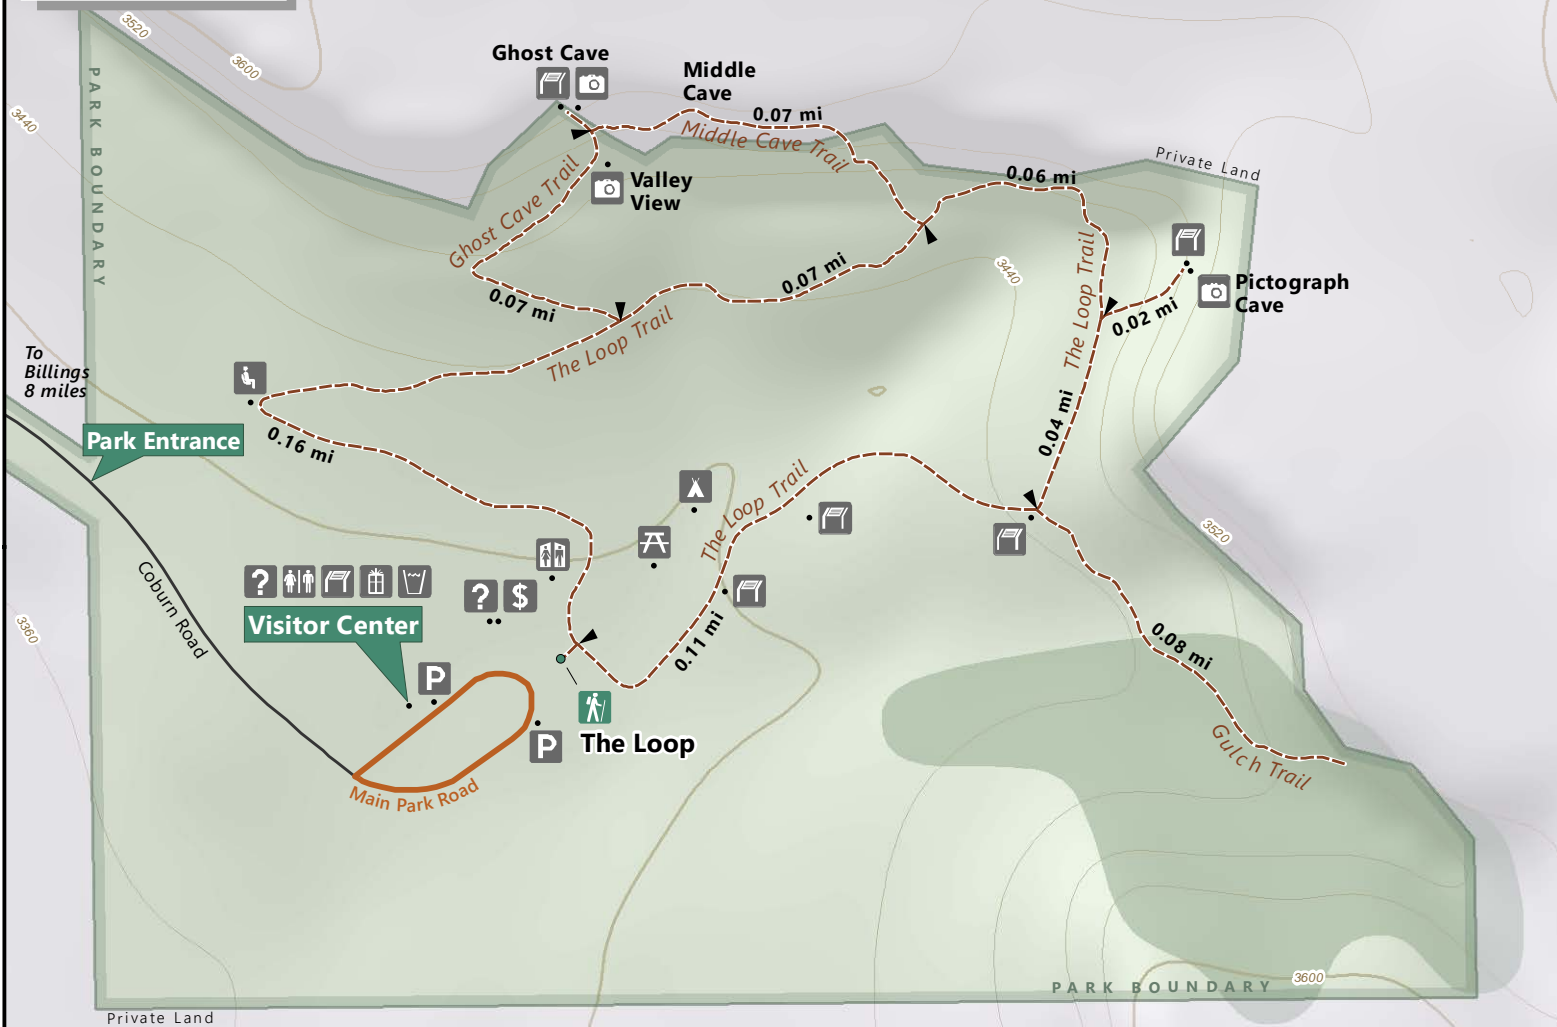 3520
3600
3440
PARK BOUNDARY
Ghost Cave
Middle
Cave
0.07 mi
Middle Cave Trail
Private Land
0.06 mi
Valley
View
Ghost Cave Trail
0.07 mi
0.07 mi
The Loop Trail
3440
The Loop Trail
Pictograph
Cave
0.02 mi
To
Billings
8 miles
Park Entrance
0.16 mi
0.04 mi
The Loop Trail
3520
Coburn Road
?
?
$
Visitor Center
3360
P
0.11 mi
0.08 mi
P
The Loop
Main Park Road
Gulch Trail
3600
PARK BOUNDARY
Private Land